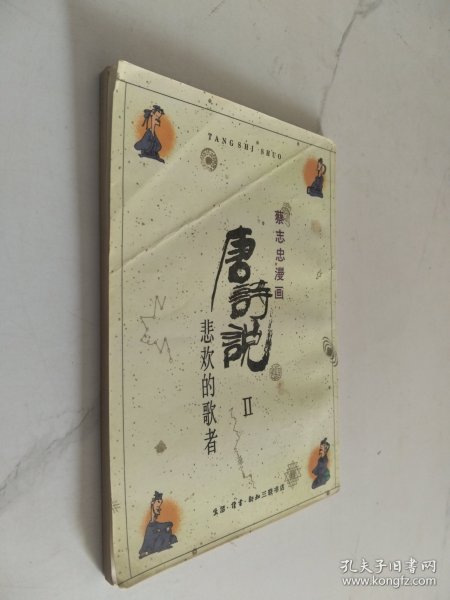 TANGSHI·SHUO
蔡志忠漫画
唐詩說
悲欢的歌者
II
生活·读书·新知三联书店
孔夫子旧书网
www.kongfz.com